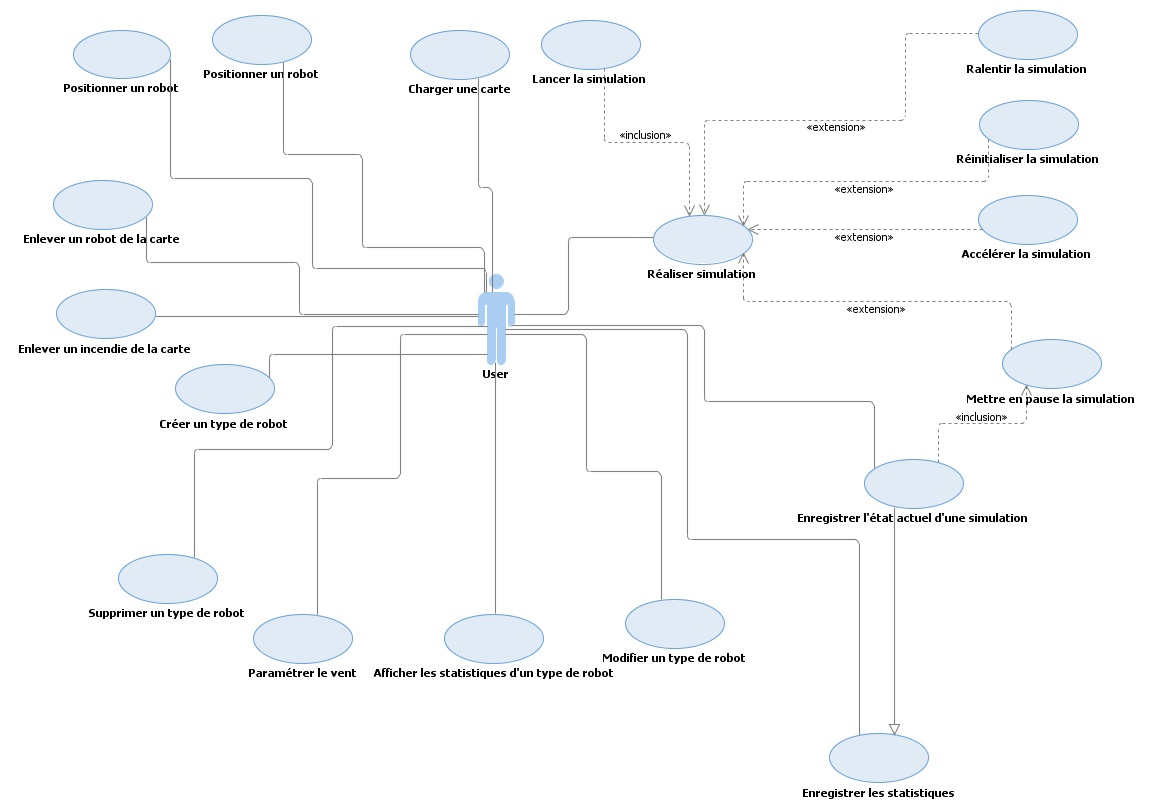 Positionner un robot
Positionner un robot
Charger une carte
Lancer la simulation
Ralentir la simulation
«inclusion»
«extension»
Réinitialiser la simulation
«extension»
Enlever un robot de la carte
Accélérer la simulation
«extension»
Réaliser simulation
«extension»
Enlever un incendie de la carte
User
Mettre en pause la simulation
«inclusion»
Créer un type de robot
Enregistrer l'état actuel d'une simulation
Supprimer un type de robot
Modifier un type de robot
Paramétrer le vent
Afficher les statistiques d'un type de robot
Enregistrer les statistiques